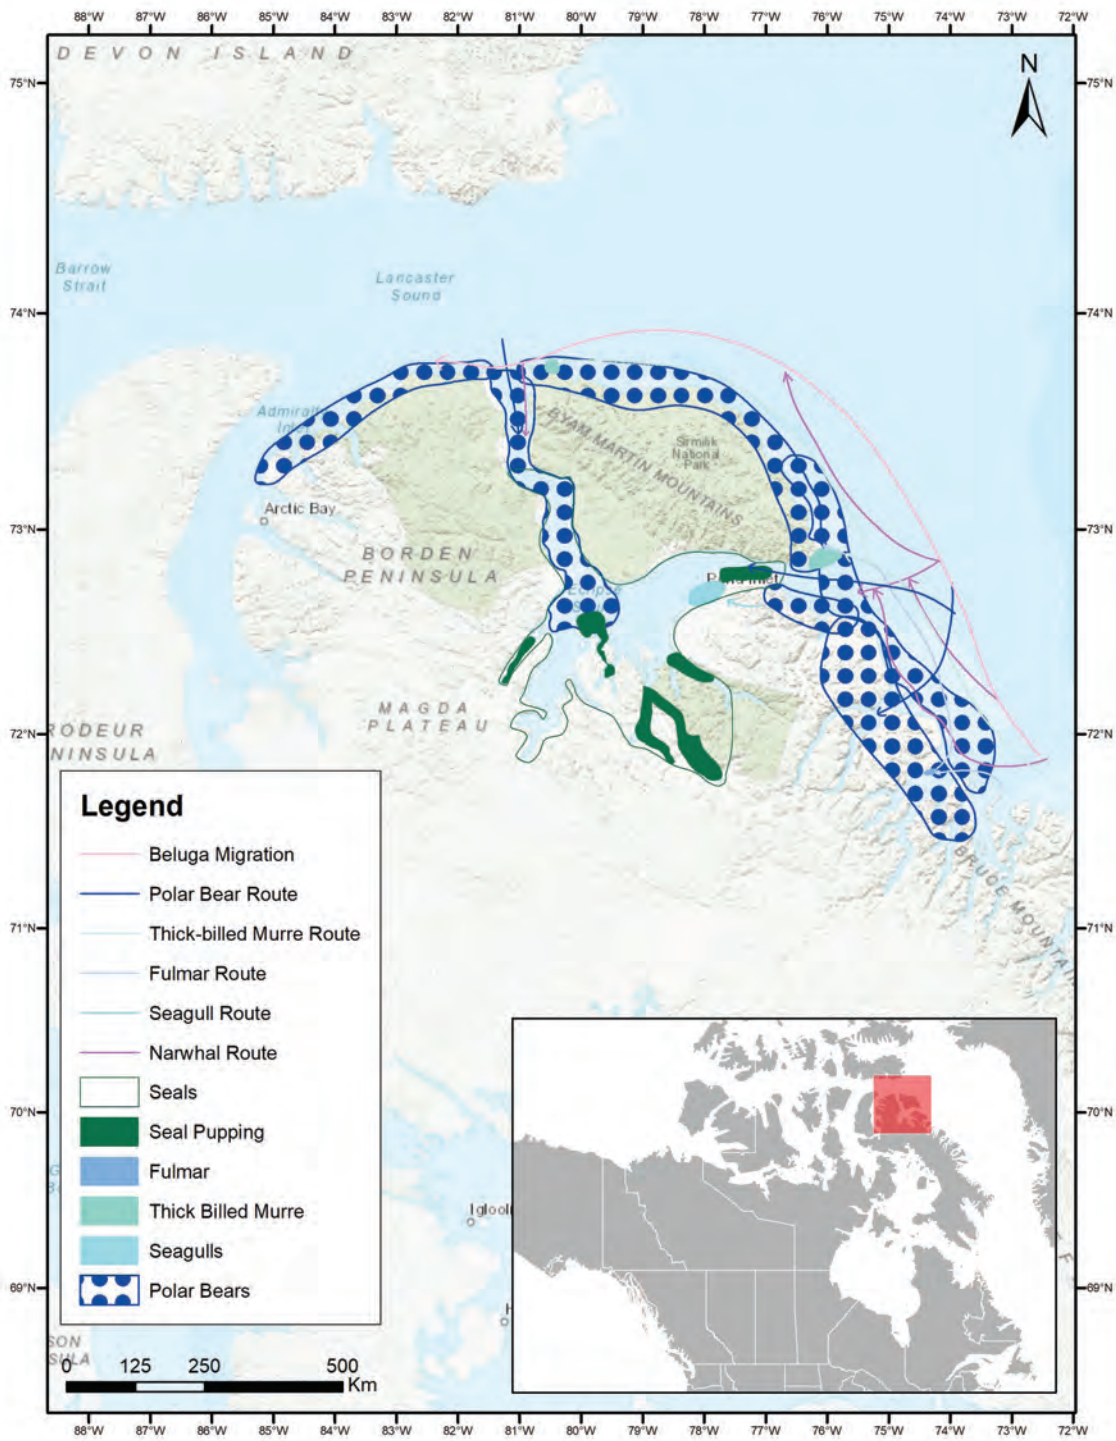 88°W 87°W 86°W 85°W 84°W 83°W 82°W 81°W 80°W 79°W 78°W 77°W 76°W 75°W 74°W 73°W 72°W
DEVON ISLAND
N
75°N 75°N
Barrow
Strait
Lancaster
Sound
74°N 74°N
BYAM MARTIN MOUNTAINS
Sirmilik
National
Park
Arctic Bay
73°N 73°N
BORDEN
PENINSULA
MAGDA
PLATEAU
RODEUR
NINSULA
72°N 72°N
Legend
Beluga Migration
Polar Bear Route
Thick-billed Murre Route
Fulmar Route
Seagull Route
Narwhal Route
Seals
Seal Pupping
Fulmar
Thick Billed Murre
Seagulls
Polar Bears
BRUCE MOUNTAIN
71°N 71°N
70°N 70°N
Iglooli
69°N 69°N
SON
SULA
0 125 250 500
Km
88°W 87°W 86°W 85°W 84°W 83°W 82°W 81°W 80°W 79°W 78°W 77°W 76°W 75°W 74°W 73°W 72°W